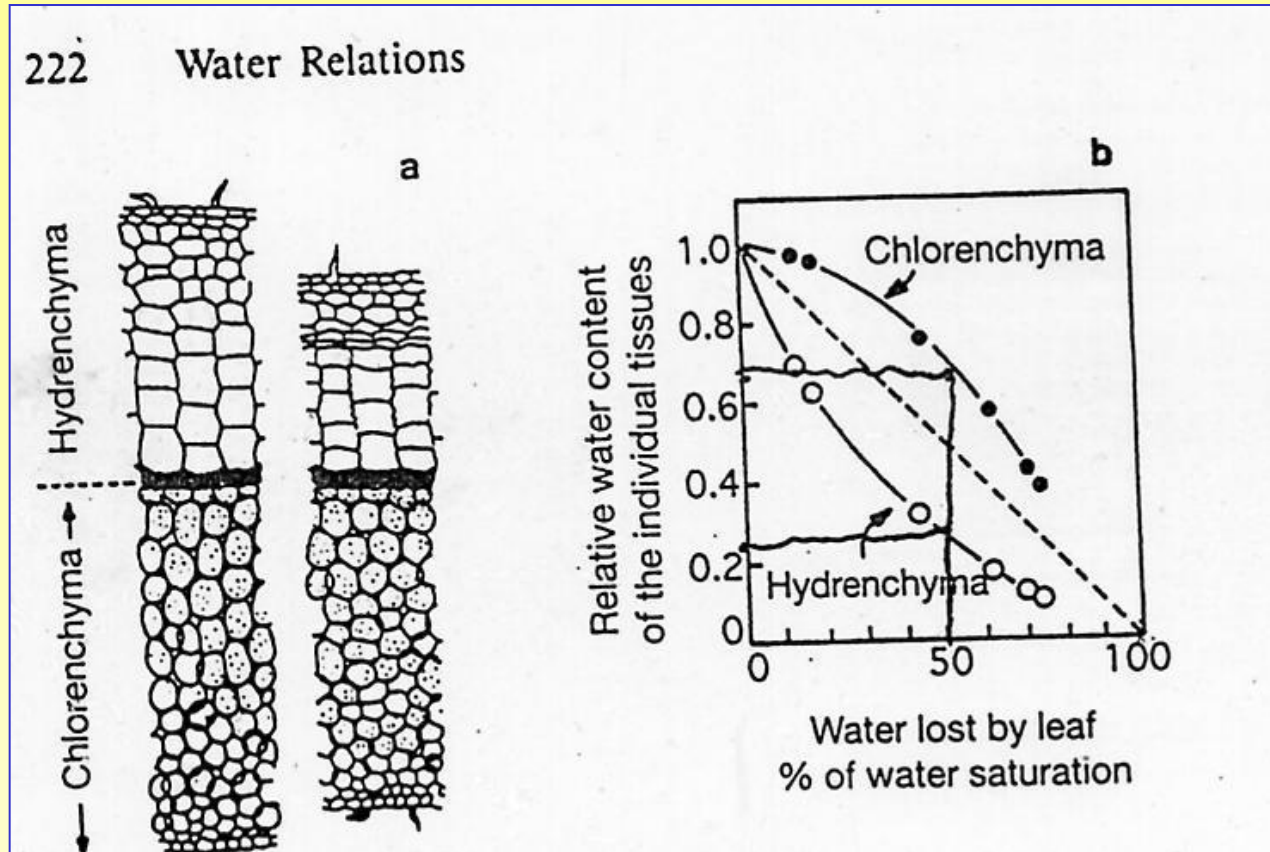 222 Water Relations
a
Hydrenchyma
Chlorenchyma
b
Relative water content
of the individual tissues
1.0
0.8
0.6
0.4
0.2
0
Chlorenchyma
Hydrenchyma
0 50 100
Water lost by leaf
% of water saturation